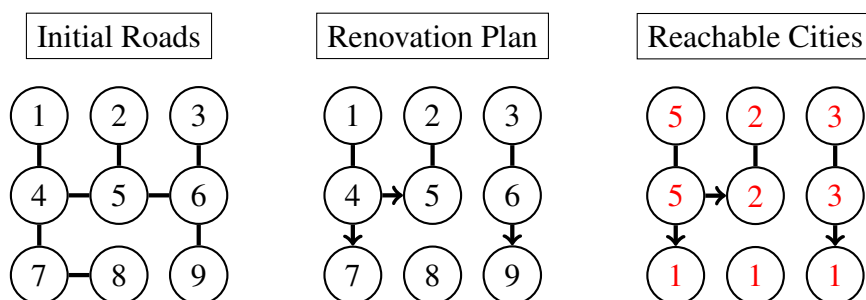 Initial Roads Renovation Plan Reachable Cities
1 2 3 1 2 3 5 2 3
4 5 6 4 5 6 5 2 3
7 8 9 7 8 9 1 1 1